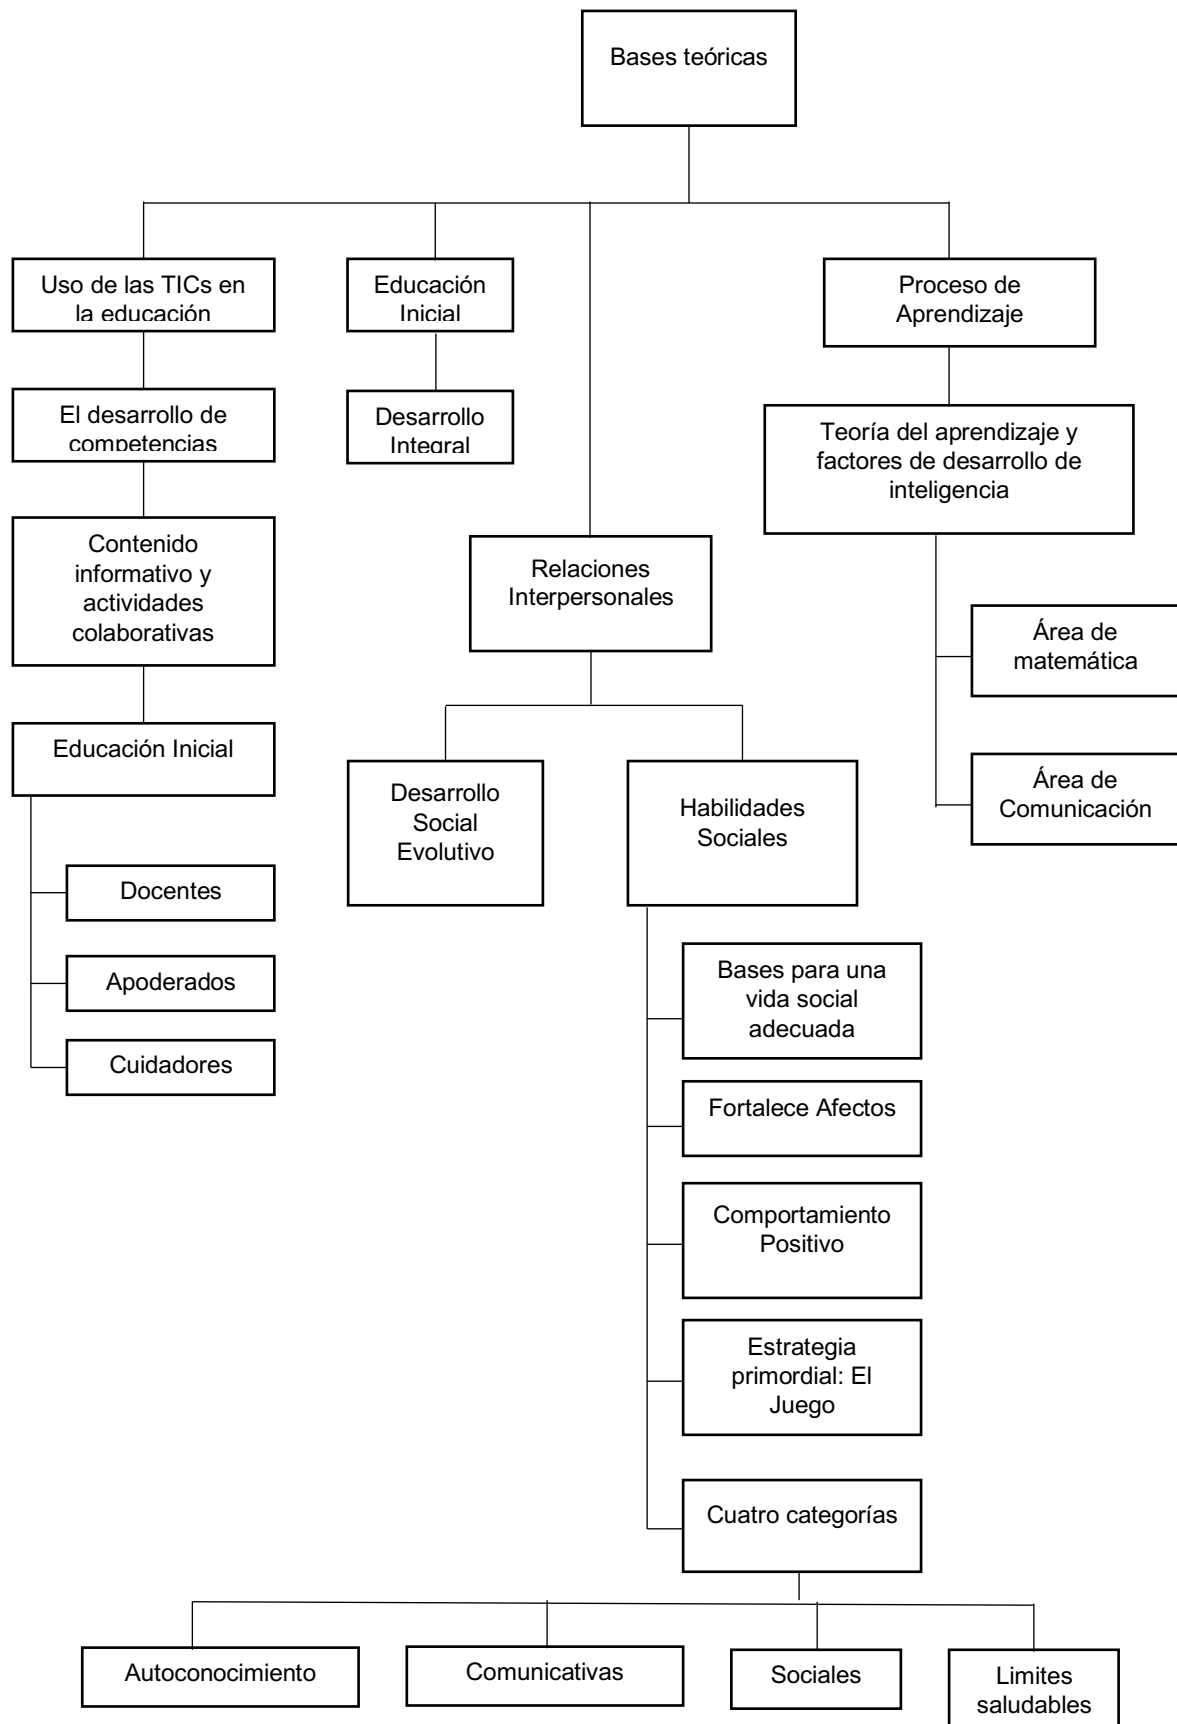 Bases teóricas
Uso de las TICs en
la educación
Educación
Inicial
Proceso de
Aprendizaje
El desarrollo de
competencias
Desarrollo
Integral
Teoría del aprendizaje y
factores de desarrollo de
inteligencia
Contenido
informativo y
actividades
colaborativas
Relaciones
Interpersonales
Área de
matemática
Educación Inicial
Desarrollo
Social
Evolutivo
Habilidades
Sociales
Área de
Comunicación
Docentes
Apoderados
Cuidadores
Bases para una
vida social
adecuada
Fortalece Afectos
Comportamiento
Positivo
Estrategia
primordial: El
Juego
Cuatro categorías
Autoconocimiento
Comunicativas
Sociales
Limites
saludables